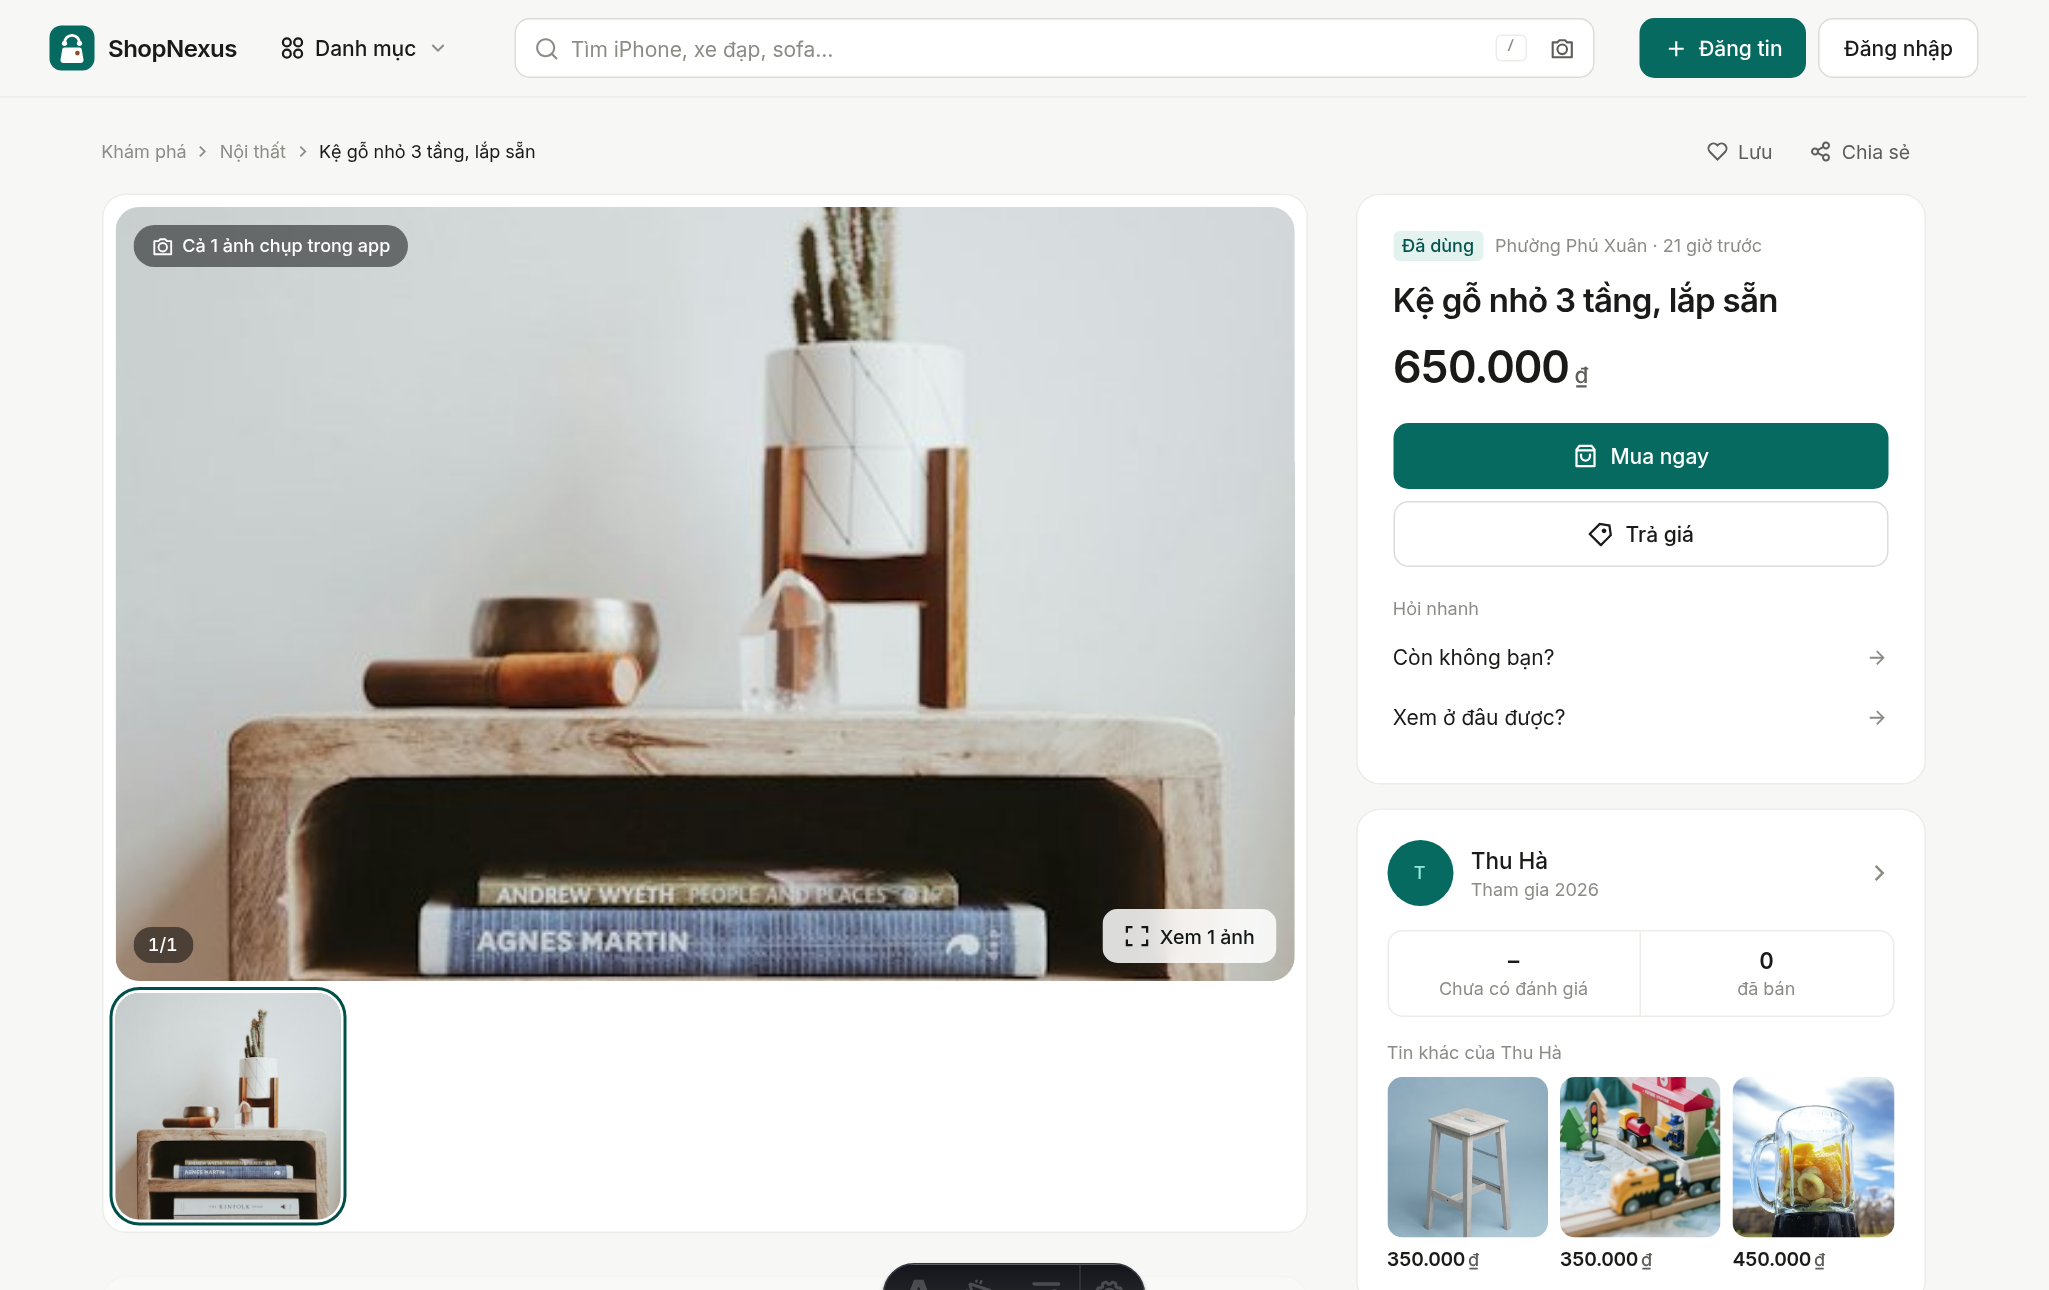 ShopNexus
Danh mục
Tìm iPhone, xe đạp, sofa...
/
Đăng tin
Đăng nhập
Khám phá > Nội thất > Kệ gỗ nhỏ 3 tầng, lắp sẵn
Lưu
Chia sẻ
Cả 1 ảnh chụp trong app
ANDREW WYETH PEOPLE AND PLACES
AGNES MARTIN
1/1
Xem 1 ảnh
Đã dùng
Phường Phú Xuân · 21 giờ trước
Kệ gỗ nhỏ 3 tầng, lắp sẵn
650.000 ₫
Mua ngay
Trả giá
Hỏi nhanh
Còn không bạn?
Xem ở đâu được?
T
Thu Hà
Tham gia 2026
–
Chưa có đánh giá
0
đã bán
Tin khác của Thu Hà
350.000 ₫
350.000 ₫
450.000 ₫